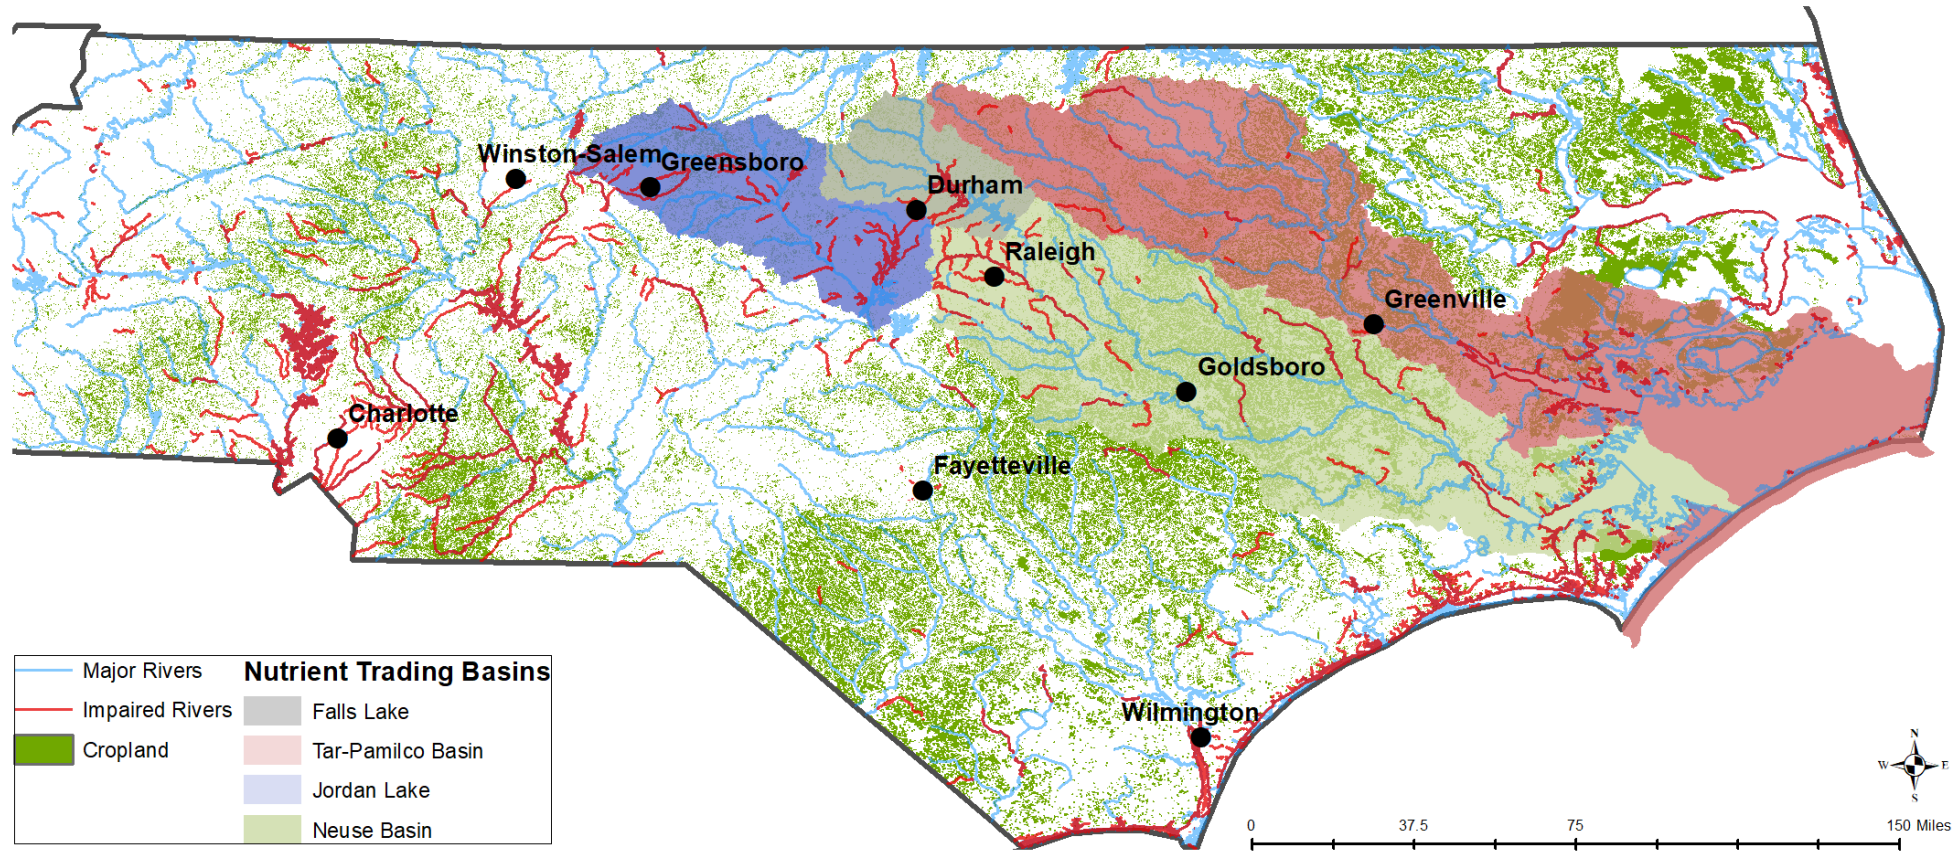 Winston-Salem
Greensboro
Durham
Raleigh
Greenville
Goldsboro
Charlotte
Fayetteville
Wilmington
Major Rivers
Impaired Rivers
Cropland
Nutrient Trading Basins
Falls Lake
Tar-Pamilco Basin
Jordan Lake
Neuse Basin
N
W E
S
0 37.5 75 150 Miles